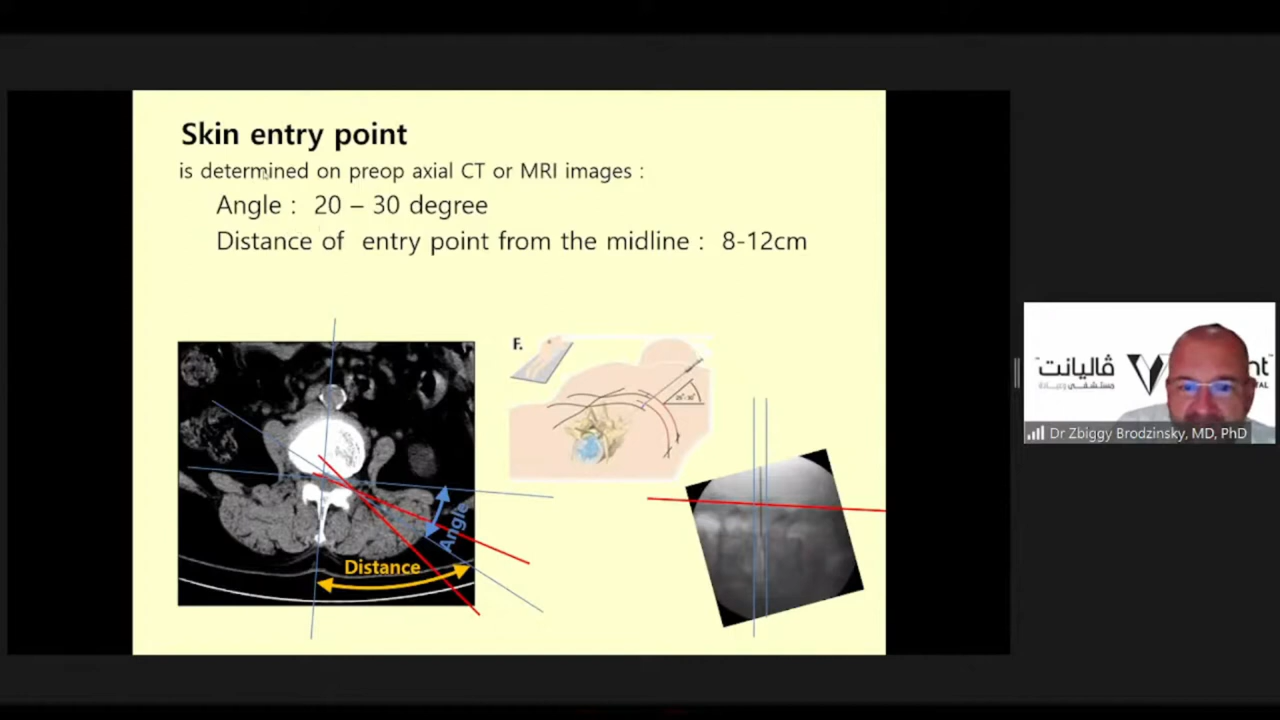 Skin entry point
is determined on preop axial CT or MRI images :
Angle : 20 – 30 degree
Distance of entry point from the midline : 8-12cm
F.
Angle
Distance
ڤاليانت
Dr Zbiggy Brodzinsky, MD, PhD